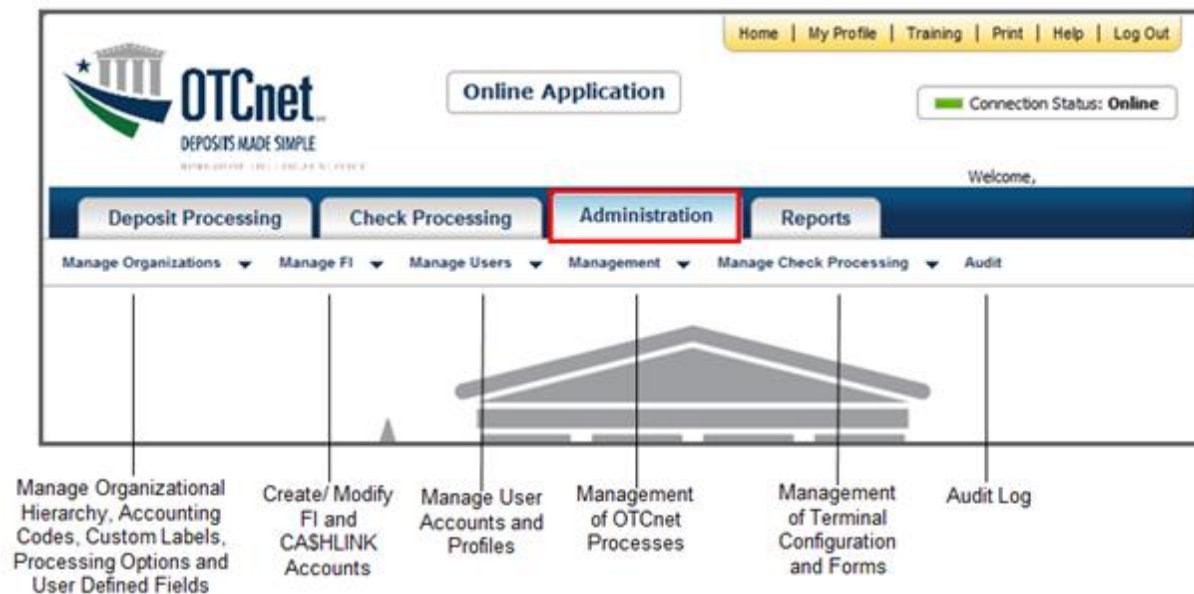 Home | My Profile | Training | Print | Help | Log Out
OTCnet
DEPOSITS MADE SIMPLE
Online Application
Connection Status: Online
Welcome,
Deposit Processing
Check Processing
Administration
Reports
Manage Organizations
Manage FI
Manage Users
Management
Manage Check Processing
Audit
Manage Organizational
Hierarchy, Accounting
Codes, Custom Labels,
Processing Options and
User Defined Fields
Create/ Modify
FI and
CA$HLINK
Accounts
Manage User
Accounts and
Profiles
Management
of OTCnet
Processes
Management
of Terminal
Configuration
and Forms
Audit Log